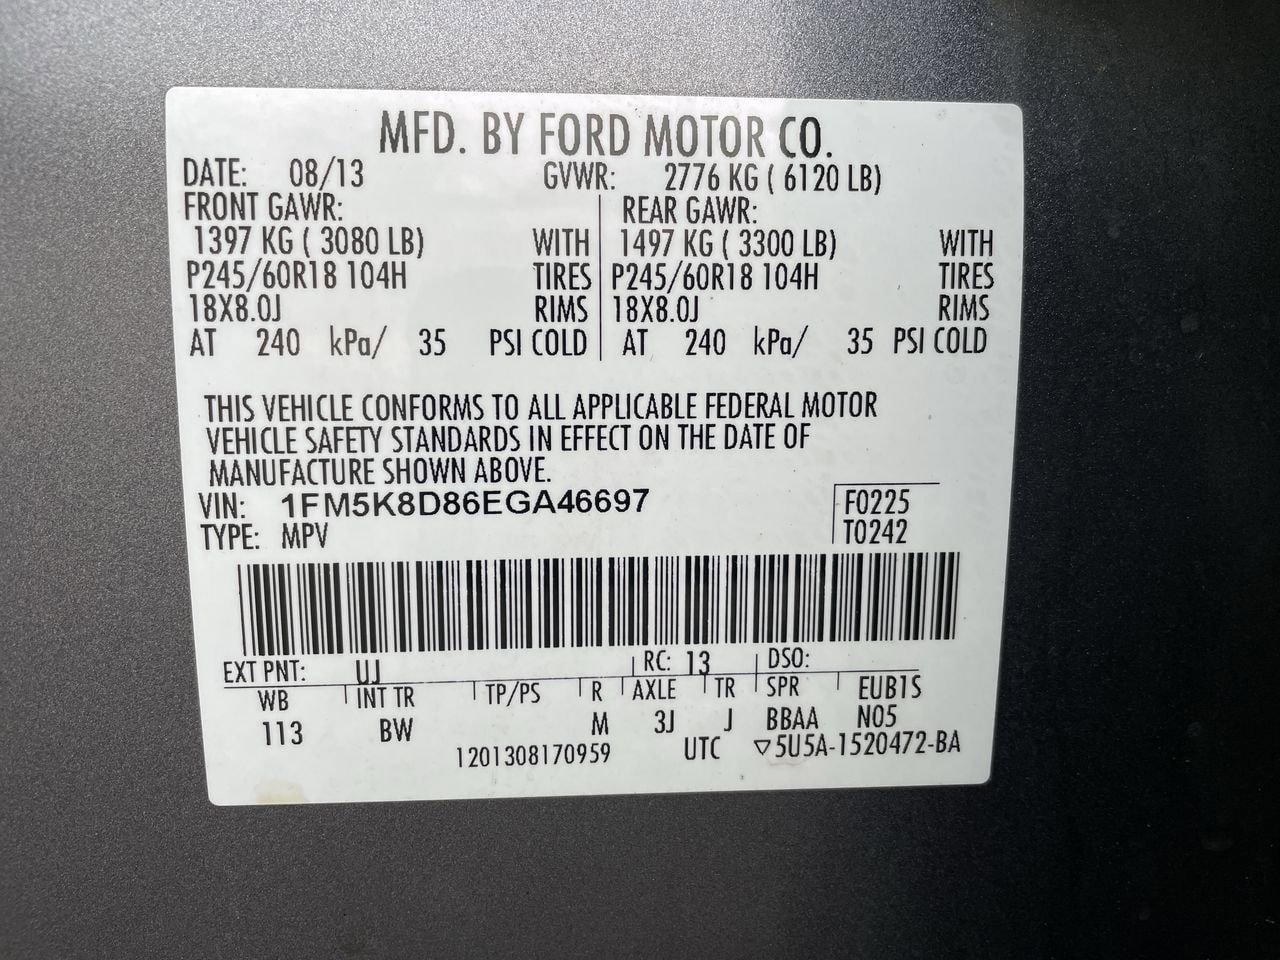 MFD. BY FORD MOTOR CO.
DATE: 08/13 GVWR: 2776 KG ( 6120 LB)
FRONT GAWR: REAR GAWR:
1397 KG ( 3080 LB) WITH 1497 KG ( 3300 LB) WITH
P245/60R18 104H TIRES P245/60R18 104H TIRES
18X8.0J RIMS 18X8.0J RIMS
AT 240 kPa/ 35 PSI COLD AT 240 kPa/ 35 PSI COLD
THIS VEHICLE CONFORMS TO ALL APPLICABLE FEDERAL MOTOR
VEHICLE SAFETY STANDARDS IN EFFECT ON THE DATE OF
MANUFACTURE SHOWN ABOVE.
VIN: 1FM5K8D86EGA46697 F0225
TYPE: MPV T0242
EXT PNT: UJ RC: 13 DSO:
WB INT TR TP/PS R AXLE TR SPR EUB1S
113 BW M 3J J BBAA N05
1201308170959 UTC ▽5U5A-1520472-BA